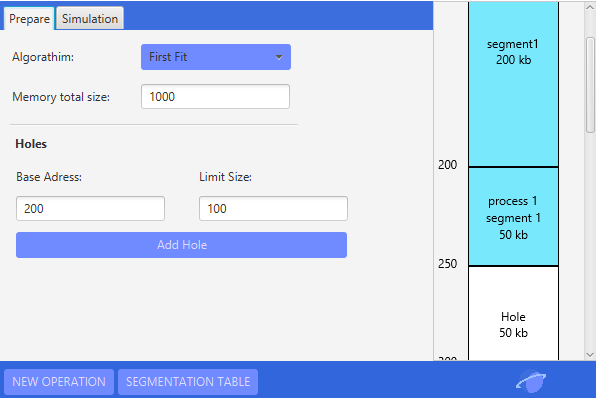 Prepare
Simulation
Algorathim:
First Fit
Memory total size:
1000
Holes
Base Adress:
Limit Size:
200
100
Add Hole
segment1
200 kb
200
process 1
segment 1
50 kb
250
Hole
50 kb
NEW OPERATION
SEGMENTATION TABLE